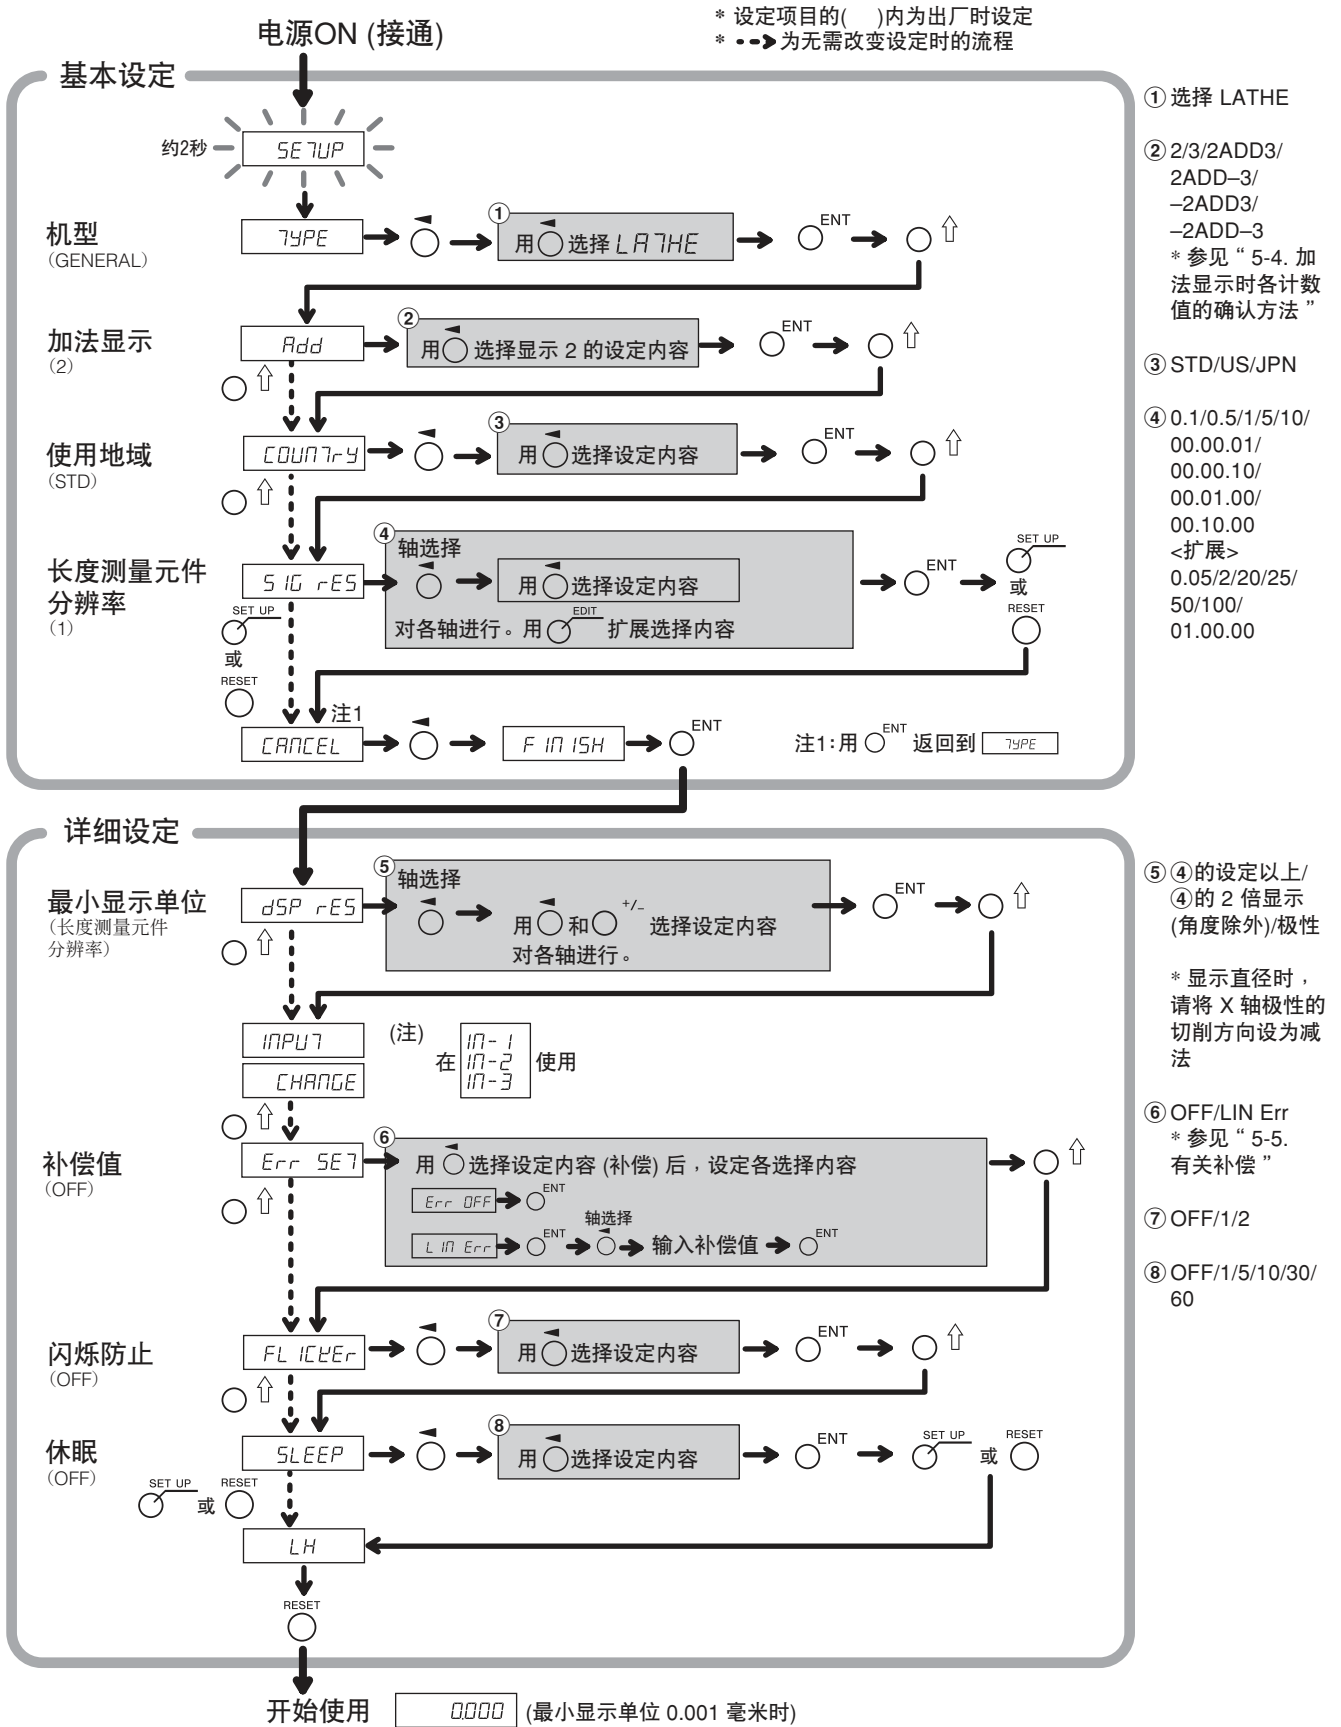 电源ON (接通)
* 设定项目的(　)内为出厂时设定
* 为无需改变设定时的流程
基本设定
约2秒
SETUP
机型
(GENERAL)
TYPE
①
用 选择 LATHE
ENT
加法显示
(2)
Add
②
用 选择显示 2 的设定内容
ENT
使用地域
(STD)
COUNTrY
③
用 选择设定内容
ENT
长度测量元件
分辨率
(1)
SIG rES
④
轴选择
用 选择设定内容
对各轴进行。用 EDIT 扩展选择内容
ENT
SET UP
或
RESET
SET UP
或
RESET
注1
CANCEL
FINISH
ENT
注1:用 ENT 返回到 TYPE
① 选择 LATHE
② 2/3/2ADD3/
2ADD–3/
–2ADD3/
–2ADD–3
* 参见“ 5-4. 加
法显示时各计数
值的确认方法 ”
③ STD/US/JPN
④ 0.1/0.5/1/5/10/
00.00.01/
00.00.10/
00.01.00/
00.10.00
<扩展>
0.05/2/20/25/
50/100/
01.00.00
详细设定
最小显示单位
(长度测量元件
分辨率)
dSP rES
⑤
轴选择
用 和 +/- 选择设定内容
对各轴进行。
ENT
INPUT
CHANGE
(注)
在
IN-1
IN-2
IN-3
使用
补偿值
(OFF)
Err SET
⑥
用 选择设定内容 (补偿) 后，设定各选择内容
Err OFF
ENT
LIN Err
ENT
轴选择
输入补偿值
ENT
闪烁防止
(OFF)
FLICKEr
⑦
用 选择设定内容
ENT
休眠
(OFF)
SLEEP
⑧
用 选择设定内容
ENT
SET UP
或
RESET
SET UP
或
RESET
LH
RESET
⑤ ④的设定以上/
④的 2 倍显示
(角度除外)/极性
* 显示直径时，
请将 X 轴极性的
切削方向设为减
法
⑥ OFF/LIN Err
* 参见“ 5-5.
有关补偿 ”
⑦ OFF/1/2
⑧ OFF/1/5/10/30/
60
开始使用
0.000
(最小显示单位 0.001 毫米时)